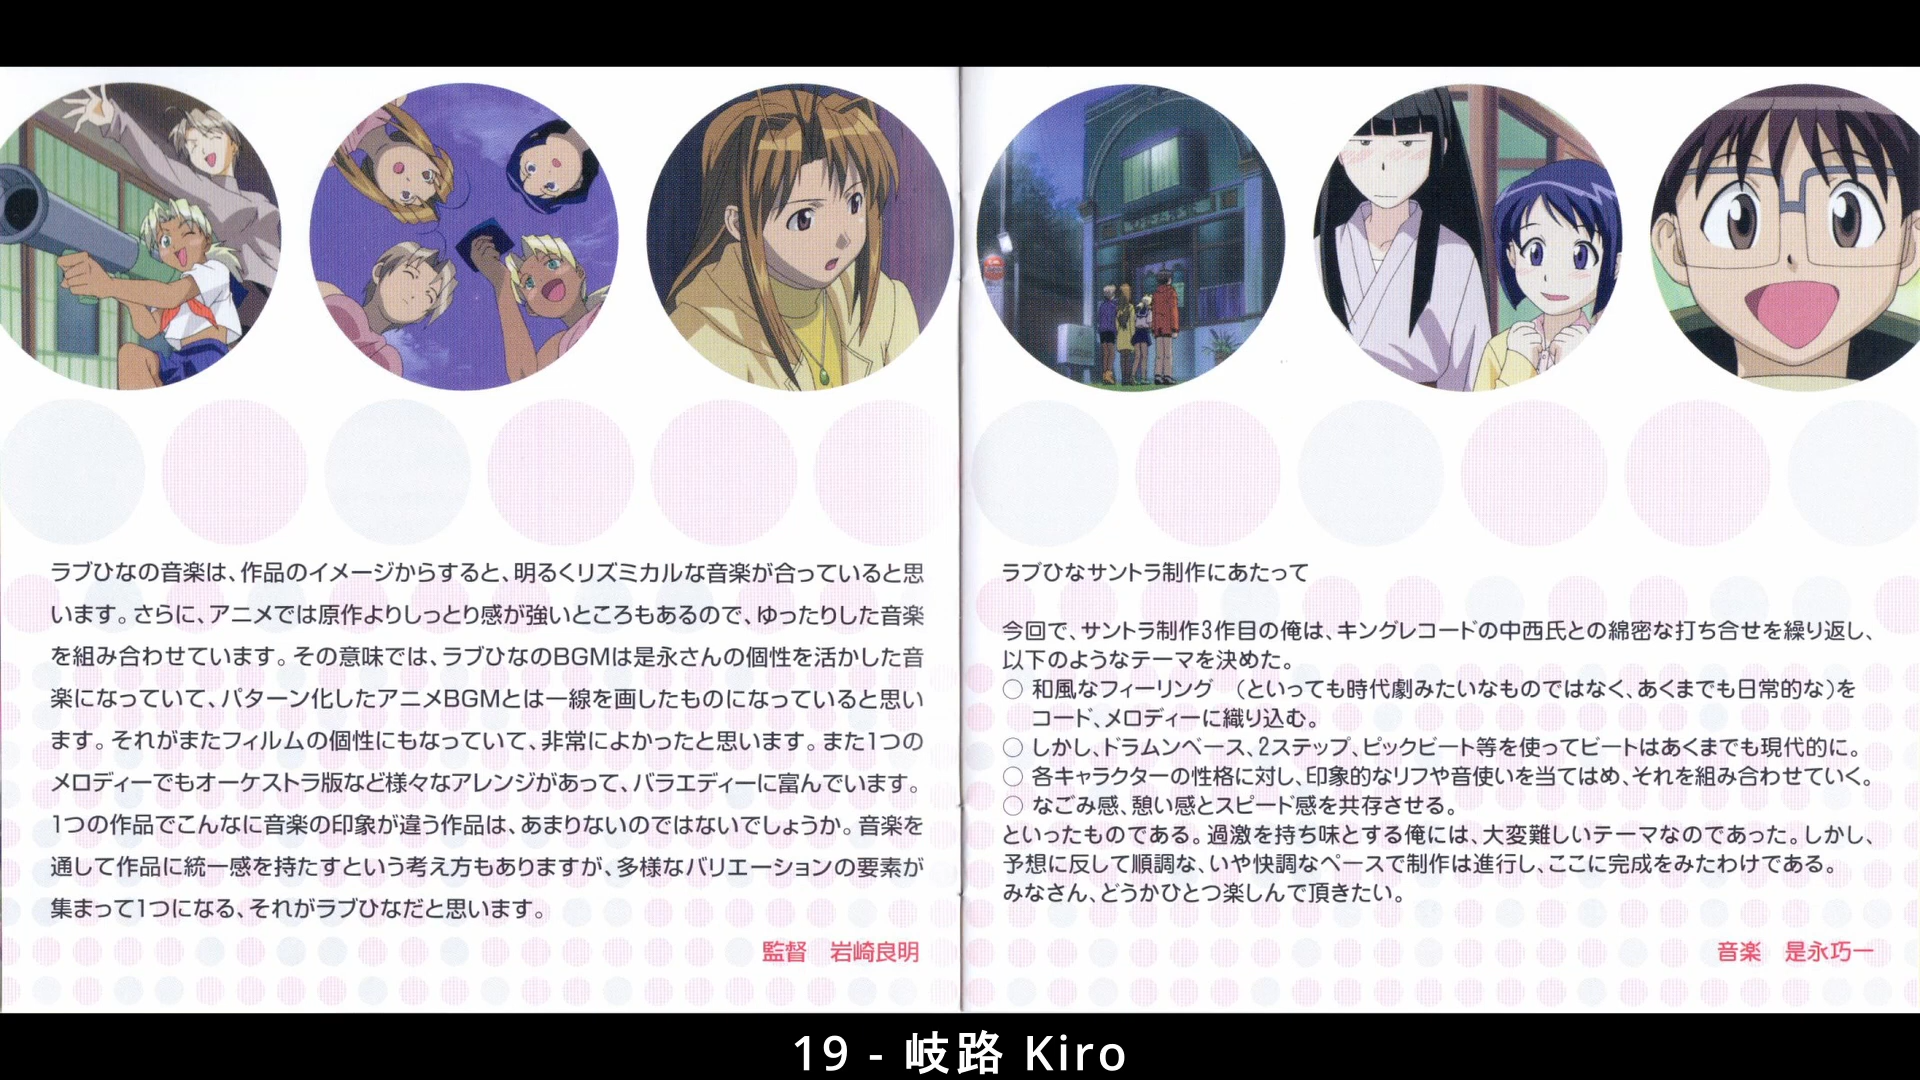 ラブひなの音楽は、作品のイメージからすると、明るくリズミカルな音楽が合っていると思
います。さらに、アニメでは原作よりしっとり感が強いところもあるので、ゆったりした音楽
を組み合わせています。その意味では、ラブひなのBGMは是永さんの個性を活かした音
楽になっていて、パターン化したアニメBGMとは一線を画したものになっていると思い
ます。それがまたフィルムの個性にもなっていて、非常によかったと思います。また1つの
メロディーでもオーケストラ版など様々なアレンジがあって、バラエディーに富んでいます。
1つの作品でこんなに音楽の印象が違う作品は、あまりないのではないでしょうか。音楽を
通して作品に統一感を持たすという考え方もありますが、多様なバリエーションの要素が
集まって1つになる、それがラブひなだと思います。
監督　岩崎良明
ラブひなサントラ制作にあたって
今回で、サントラ制作3作目の俺は、キングレコードの中西氏との綿密な打ち合せを繰り返し、
以下のようなテーマを決めた。
○ 和風なフィーリング　（といっても時代劇みたいなものではなく、あくまでも日常的な）を
コード、メロディーに織り込む。
○ しかし、ドラムンベース、2ステップ、ピックビート等を使ってビートはあくまでも現代的に。
○ 各キャラクターの性格に対し、印象的なリフや音使いを当てはめ、それを組み合わせていく。
○ なごみ感、憩い感とスピード感を共存させる。
といったものである。過激を持ち味とする俺には、大変難しいテーマなのであった。しかし、
予想に反して順調な、いや快調なペースで制作は進行し、ここに完成をみたわけである。
みなさん、どうかひとつ楽しんで頂きたい。
音楽　是永巧一
19 - 岐路 Kiro